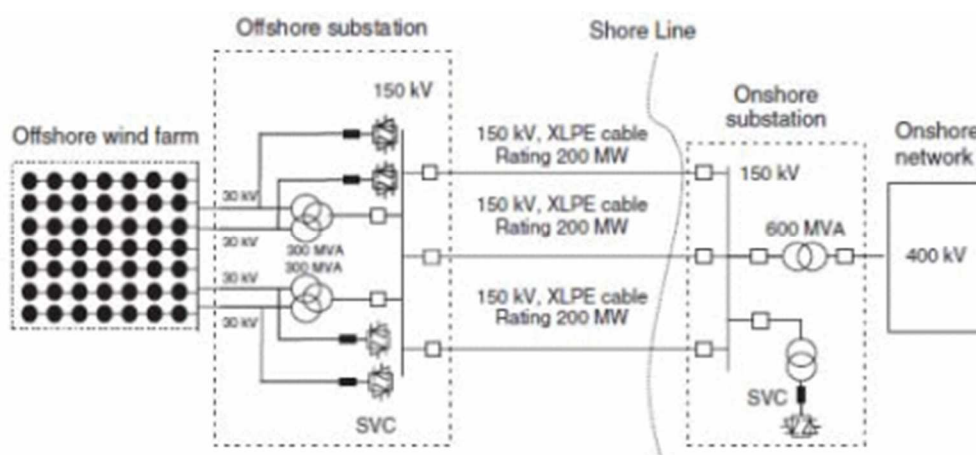 Offshore substation
Shore Line
150 kV
Onshore
substation
Offshore wind farm
150 kV, XLPE cable
Rating 200 MW
Onshore
network
150 kV
30 kV
150 kV, XLPE cable
Rating 200 MW
600 MVA
30 kV
300 MVA
300 MVA
400 kV
30 kV
150 kV, XLPE cable
Rating 200 MW
30 kV
SVC
SVC